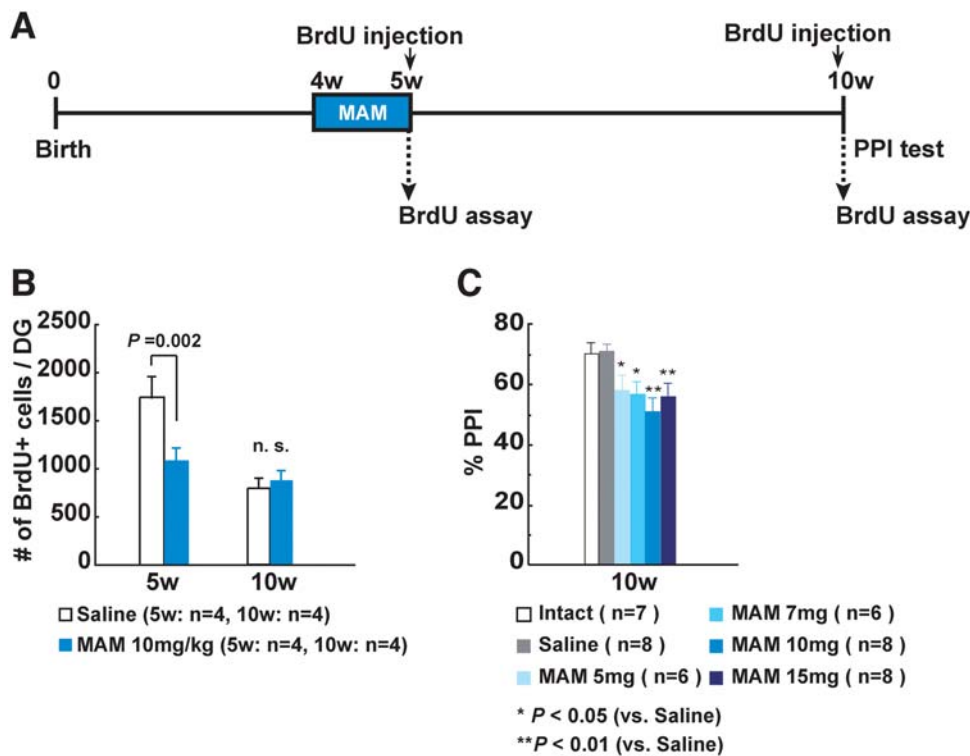 A
BrdU injection
BrdU injection
0
4w
5w
10w
MAM
Birth
PPI test
BrdU assay
BrdU assay
B
# of BrdU+ cells / DG
2500
2000
1500
1000
500
0
P =0.002
n. s.
5w
10w
Saline (5w: n=4, 10w: n=4)
MAM 10mg/kg (5w: n=4, 10w: n=4)
C
% PPI
80
60
40
20
0
*
*
**
**
10w
Intact ( n=7 )
Saline ( n=8 )
MAM 5mg ( n=6 )
MAM 7mg ( n=6 )
MAM 10mg ( n=8 )
MAM 15mg ( n=8 )
* P < 0.05 (vs. Saline)
**P < 0.01 (vs. Saline)